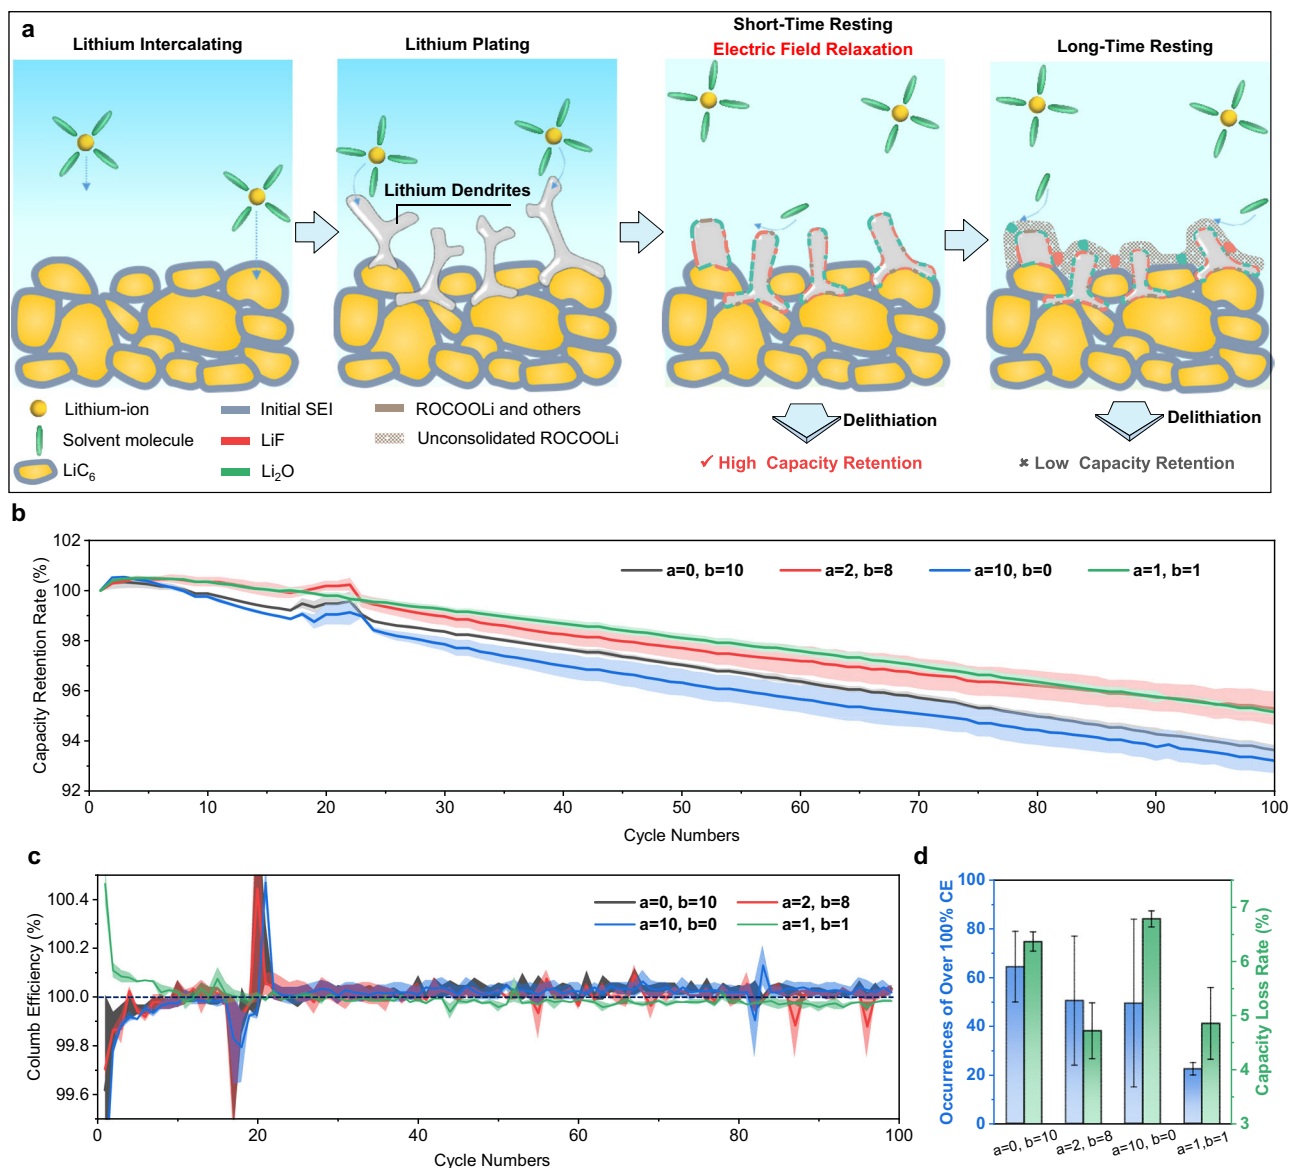 a
Lithium Intercalating
Lithium Plating
Short-Time Resting
Electric Field Relaxation
Long-Time Resting
Lithium Dendrites
Lithium-ion
Solvent molecule
LiC6
Initial SEI
LiF
Li2O
ROCOOLi and others
Unconsolidated ROCOOLi
Delithiation
✓ High Capacity Retention
Delithiation
✖ Low Capacity Retention
b
Capacity Retention Rate (%)
102
100
98
96
94
92
a=0, b=10
a=2, b=8
a=10, b=0
a=1, b=1
0 10 20 30 40 50 60 70 80 90 100
Cycle Numbers
c
Columb Efficiency (%)
100.4
100.2
100.0
99.8
99.6
a=0, b=10
a=2, b=8
a=10, b=0
a=1, b=1
0 20 40 60 80 100
Cycle Numbers
d
Occurrences of Over 100% CE
100
80
60
40
20
0
Capacity Loss Rate (%)
7
6
5
4
3
a=0, b=10
a=2, b=8
a=10, b=0
a=1,b=1